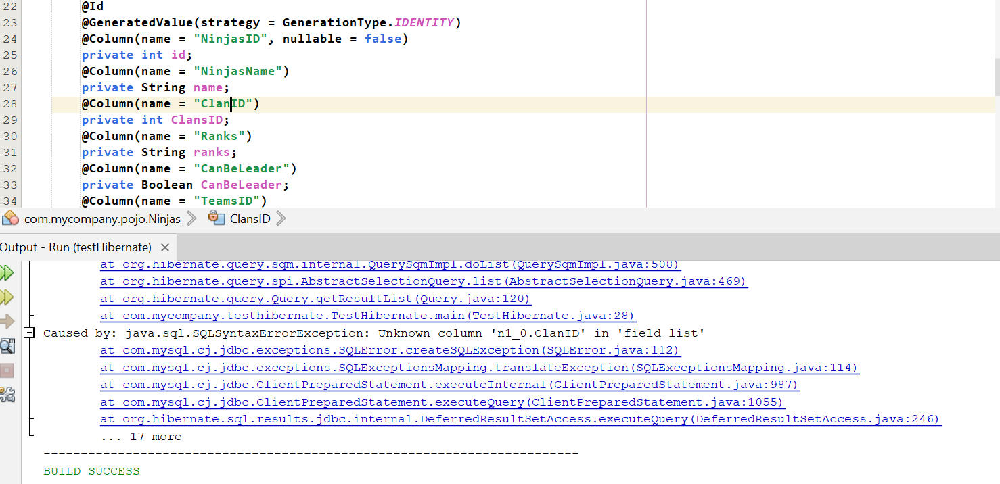 22 @Id
23 @GeneratedValue(strategy = GenerationType.IDENTITY)
24 @Column(name = "NinjasID", nullable = false)
25 private int id;
26 @Column(name = "NinjasName")
27 private String name;
28 @Column(name = "ClanID")
29 private int ClansID;
30 @Column(name = "Ranks")
31 private String ranks;
32 @Column(name = "CanBeLeader")
33 private Boolean CanBeLeader;
34 @Column(name = "TeamsID")
com.mycompany.pojo.Ninjas ClansID
Output - Run (testHibernate) ×
at org.hibernate.query.sqm.internal.QuerySqmImpl.doList(QuerySqmImpl.java:508)
at org.hibernate.query.spi.AbstractSelectionQuery.list(AbstractSelectionQuery.java:469)
at org.hibernate.query.Query.getResultList(Query.java:120)
at com.mycompany.testhibernate.TestHibernate.main(TestHibernate.java:28)
Caused by: java.sql.SQLSyntaxErrorException: Unknown column 'n1_0.ClanID' in 'field list'
at com.mysql.cj.jdbc.exceptions.SQLError.createSQLException(SQLError.java:112)
at com.mysql.cj.jdbc.exceptions.SQLExceptionsMapping.translateException(SQLExceptionsMapping.java:114)
at com.mysql.cj.jdbc.ClientPreparedStatement.executeInternal(ClientPreparedStatement.java:987)
at com.mysql.cj.jdbc.ClientPreparedStatement.executeQuery(ClientPreparedStatement.java:1055)
at org.hibernate.sql.results.jdbc.internal.DeferredResultSetAccess.executeQuery(DeferredResultSetAccess.java:246)
... 17 more
------------------------------------------------------------------------
BUILD SUCCESS